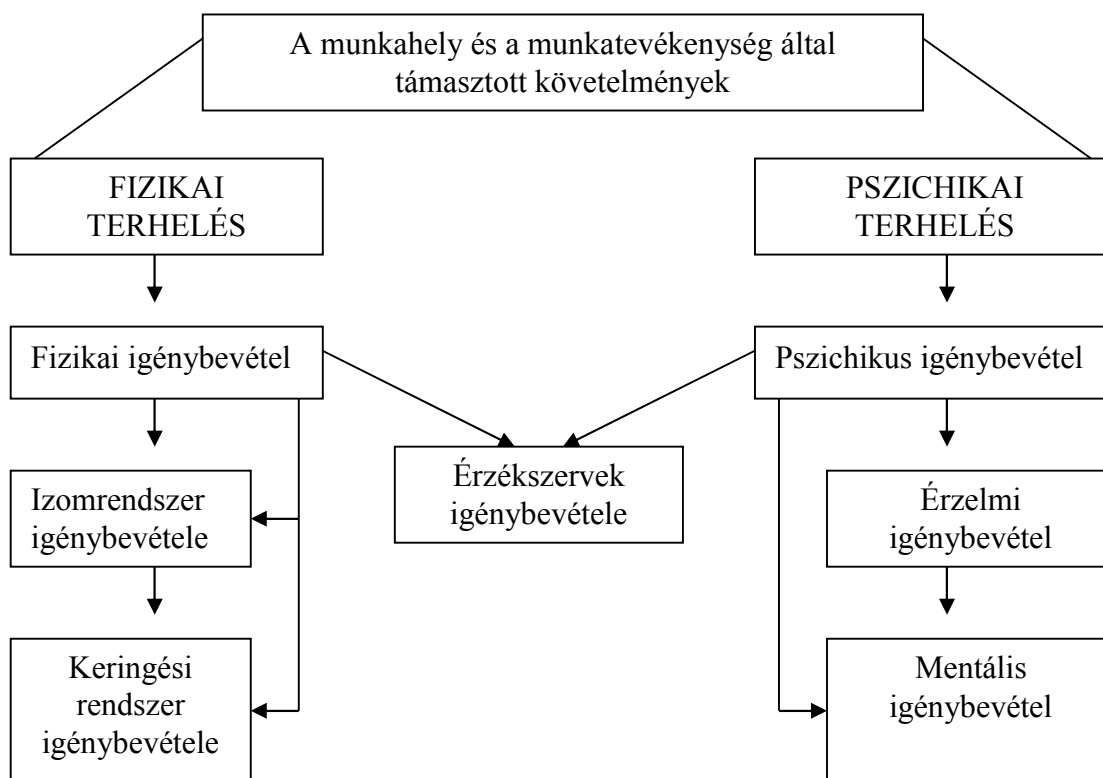 A munkahely és a munkatevékenység által
támasztott követelmények
FIZIKAI
TERHELÉS
PSZICHIKAI
TERHELÉS
Fizikai igénybevétel
Pszichikus igénybevétel
Izomrendszer
igénybevétele
Érzékszervek
igénybevétele
Érzelmi
igénybevétel
Keringési
rendszer
igénybevétele
Mentális
igénybevétel